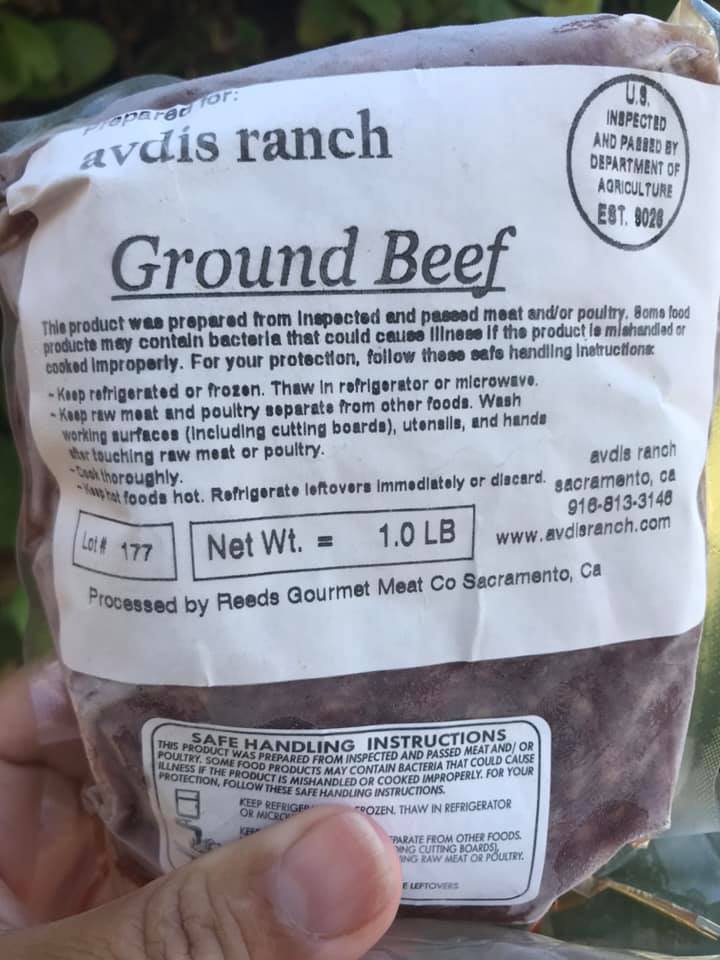 Prepared for:
avdis ranch
U.S.
INSPECTED
AND PASSED BY
DEPARTMENT OF
AGRICULTURE
EST. 9026
Ground Beef
This product was prepared from inspected and passed meat and/or poultry. Some food
products may contain bacteria that could cause illness if the product is mishandled or
cooked improperly. For your protection, follow these safe handling instructions:
- Keep refrigerated or frozen. Thaw in refrigerator or microwave.
- Keep raw meat and poultry separate from other foods. Wash
working surfaces (including cutting boards), utensils, and hands
after touching raw meat or poultry.
- Cook thoroughly.
- Keep hot foods hot. Refrigerate leftovers immediately or discard.
avdis ranch
sacramento, ca
916-813-3146
www.avdisranch.com
Lot# 177
Net Wt. = 1.0 LB
Processed by Reeds Gourmet Meat Co Sacramento, Ca
SAFE HANDLING INSTRUCTIONS
THIS PRODUCT WAS PREPARED FROM INSPECTED AND PASSED MEAT AND/OR
POULTRY. SOME FOOD PRODUCTS MAY CONTAIN BACTERIA THAT COULD CAUSE
ILLNESS IF THE PRODUCT IS MISHANDLED OR COOKED IMPROPERLY. FOR YOUR
PROTECTION, FOLLOW THESE SAFE HANDLING INSTRUCTIONS.
KEEP REFRIGE ROZEN. THAW IN REFRIGERATOR
OR MICRO
PARATE FROM OTHER FOODS.
ING CUTTING BOARDS),
ING RAW MEAT OR POULTRY.
E LEFTOVERS